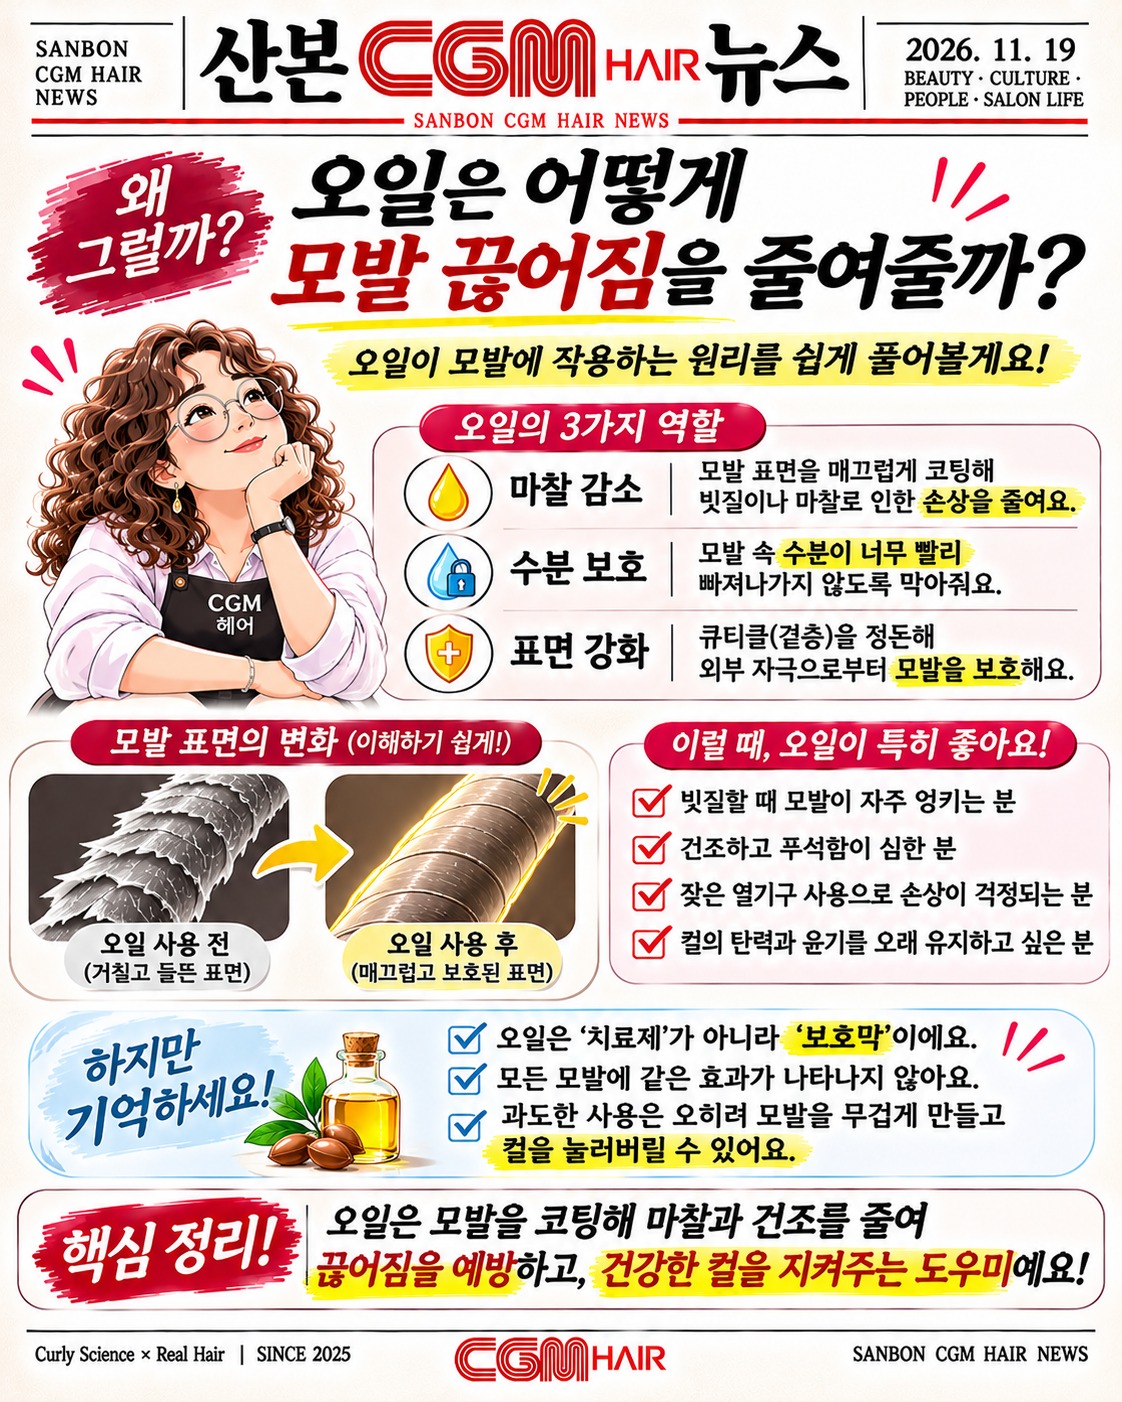 SANBON
CGM HAIR
NEWS
산본 CGM HAIR 뉴스
2026. 11. 19
BEAUTY · CULTURE ·
PEOPLE · SALON LIFE
SANBON CGM HAIR NEWS
왜
그럴까?
오일은 어떻게
모발 끊어짐을 줄여줄까?
오일이 모발에 작용하는 원리를 쉽게 풀어볼게요!
CGM
헤어
오일의 3가지 역할
마찰 감소
모발 표면을 매끄럽게 코팅해
빗질이나 마찰로 인한 손상을 줄여요.
수분 보호
모발 속 수분이 너무 빨리
빠져나가지 않도록 막아줘요.
표면 강화
큐티클(겉층)을 정돈해
외부 자극으로부터 모발을 보호해요.
모발 표면의 변화 (이해하기 쉽게!)
오일 사용 전
(거칠고 들뜬 표면)
오일 사용 후
(매끄럽고 보호된 표면)
이럴 때, 오일이 특히 좋아요!
빗질할 때 모발이 자주 엉키는 분
건조하고 푸석함이 심한 분
잦은 열기구 사용으로 손상이 걱정되는 분
컬의 탄력과 윤기를 오래 유지하고 싶은 분
하지만
기억하세요!
오일은 ‘치료제’가 아니라 ‘보호막’이에요.
모든 모발에 같은 효과가 나타나지 않아요.
과도한 사용은 오히려 모발을 무겁게 만들고
컬을 눌러버릴 수 있어요.
핵심 정리!
오일은 모발을 코팅해 마찰과 건조를 줄여
끊어짐을 예방하고, 건강한 컬을 지켜주는 도우미예요!
Curly Science × Real Hair | SINCE 2025
CGM HAIR
SANBON CGM HAIR NEWS